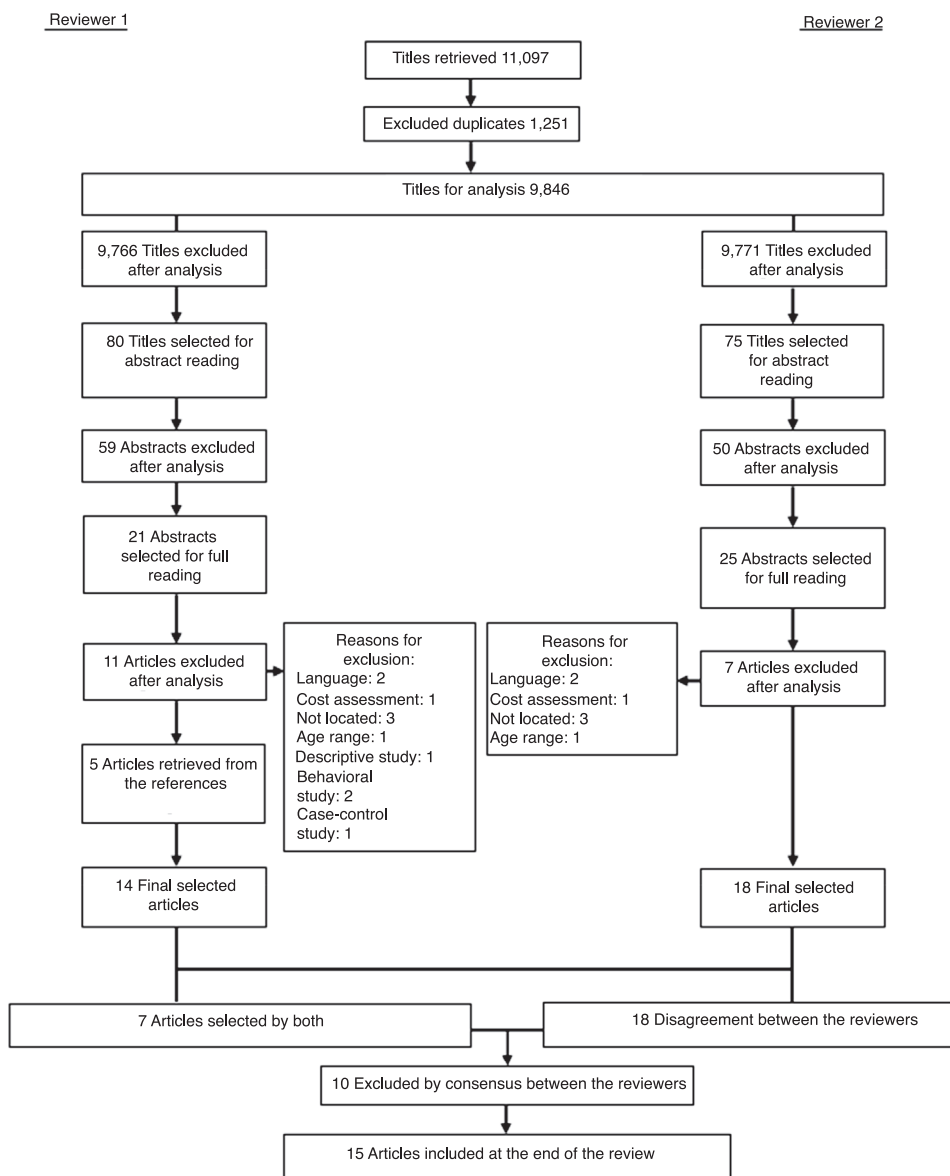 Reviewer 1
Reviewer 2
Titles retrieved 11,097
Excluded duplicates 1,251
Titles for analysis 9,846
9,766 Titles excluded
after analysis
80 Titles selected for
abstract reading
59 Abstracts excluded
after analysis
21 Abstracts
selected for full
reading
11 Articles excluded
after analysis
Reasons for
exclusion:
Language: 2
Cost assessment: 1
Not located: 3
Age range: 1
Descriptive study: 1
Behavioral
study: 2
Case-control
study: 1
5 Articles retrieved from
the references
14 Final selected
articles
9,771 Titles excluded
after analysis
75 Titles selected
for abstract
reading
50 Abstracts excluded
after analysis
25 Abstracts selected
for full reading
7 Articles excluded
after analysis
Reasons for
exclusion:
Language: 2
Cost assessment: 1
Not located: 3
Age range: 1
18 Final selected
articles
7 Articles selected by both
18 Disagreement between the reviewers
10 Excluded by consensus between the reviewers
15 Articles included at the end of the review